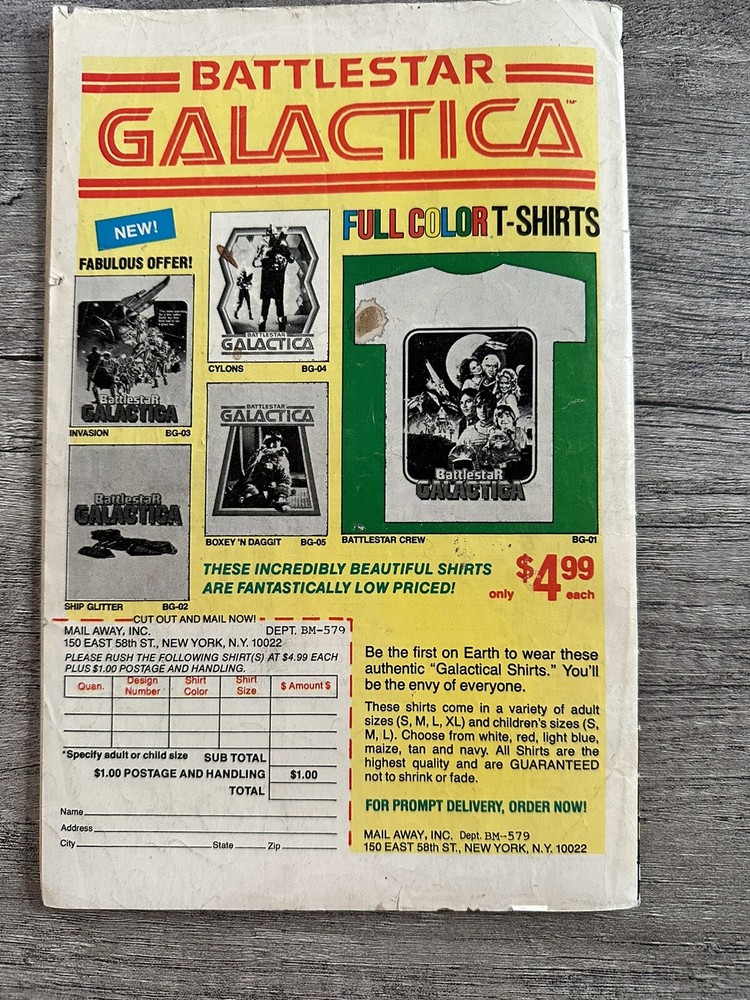 BATTLESTAR
GALACTICA™
NEW!
FABULOUS OFFER!
FULL COLOR T-SHIRTS
BATTLESTAR
GALACTICA
CYLONS BG-04
BattlestaR
GALACTICA
INVASION BG-03
BATTLESTAR
GALACTICA
BOXEY 'N DAGGIT BG-05
BattlestaR
GALACTICA
BATTLESTAR CREW BG-01
BattlestaR
GALACTICA
SHIP GLITTER BG-02
THESE INCREDIBLY BEAUTIFUL SHIRTS
ARE FANTASTICALLY LOW PRICED!
only $4.99 each
CUT OUT AND MAIL NOW!
MAIL AWAY, INC. DEPT. BM-579
150 EAST 58th ST., NEW YORK, N.Y. 10022
PLEASE RUSH THE FOLLOWING SHIRT(S) AT $4.99 EACH
PLUS $1.00 POSTAGE AND HANDLING.
Quan. Design Number Shirt Color Shirt Size $ Amount $
*Specify adult or child size SUB TOTAL
$1.00 POSTAGE AND HANDLING $1.00
TOTAL
Name
Address
City State Zip
Be the first on Earth to wear these
authentic "Galactical Shirts." You'll
be the envy of everyone.
These shirts come in a variety of adult
sizes (S, M, L, XL) and children's sizes (S,
M, L). Choose from white, red, light blue,
maize, tan and navy. All Shirts are the
highest quality and are GUARANTEED
not to shrink or fade.
FOR PROMPT DELIVERY, ORDER NOW!
MAIL AWAY, INC. Dept. BM-579
150 EAST 58th ST., NEW YORK, N.Y. 10022